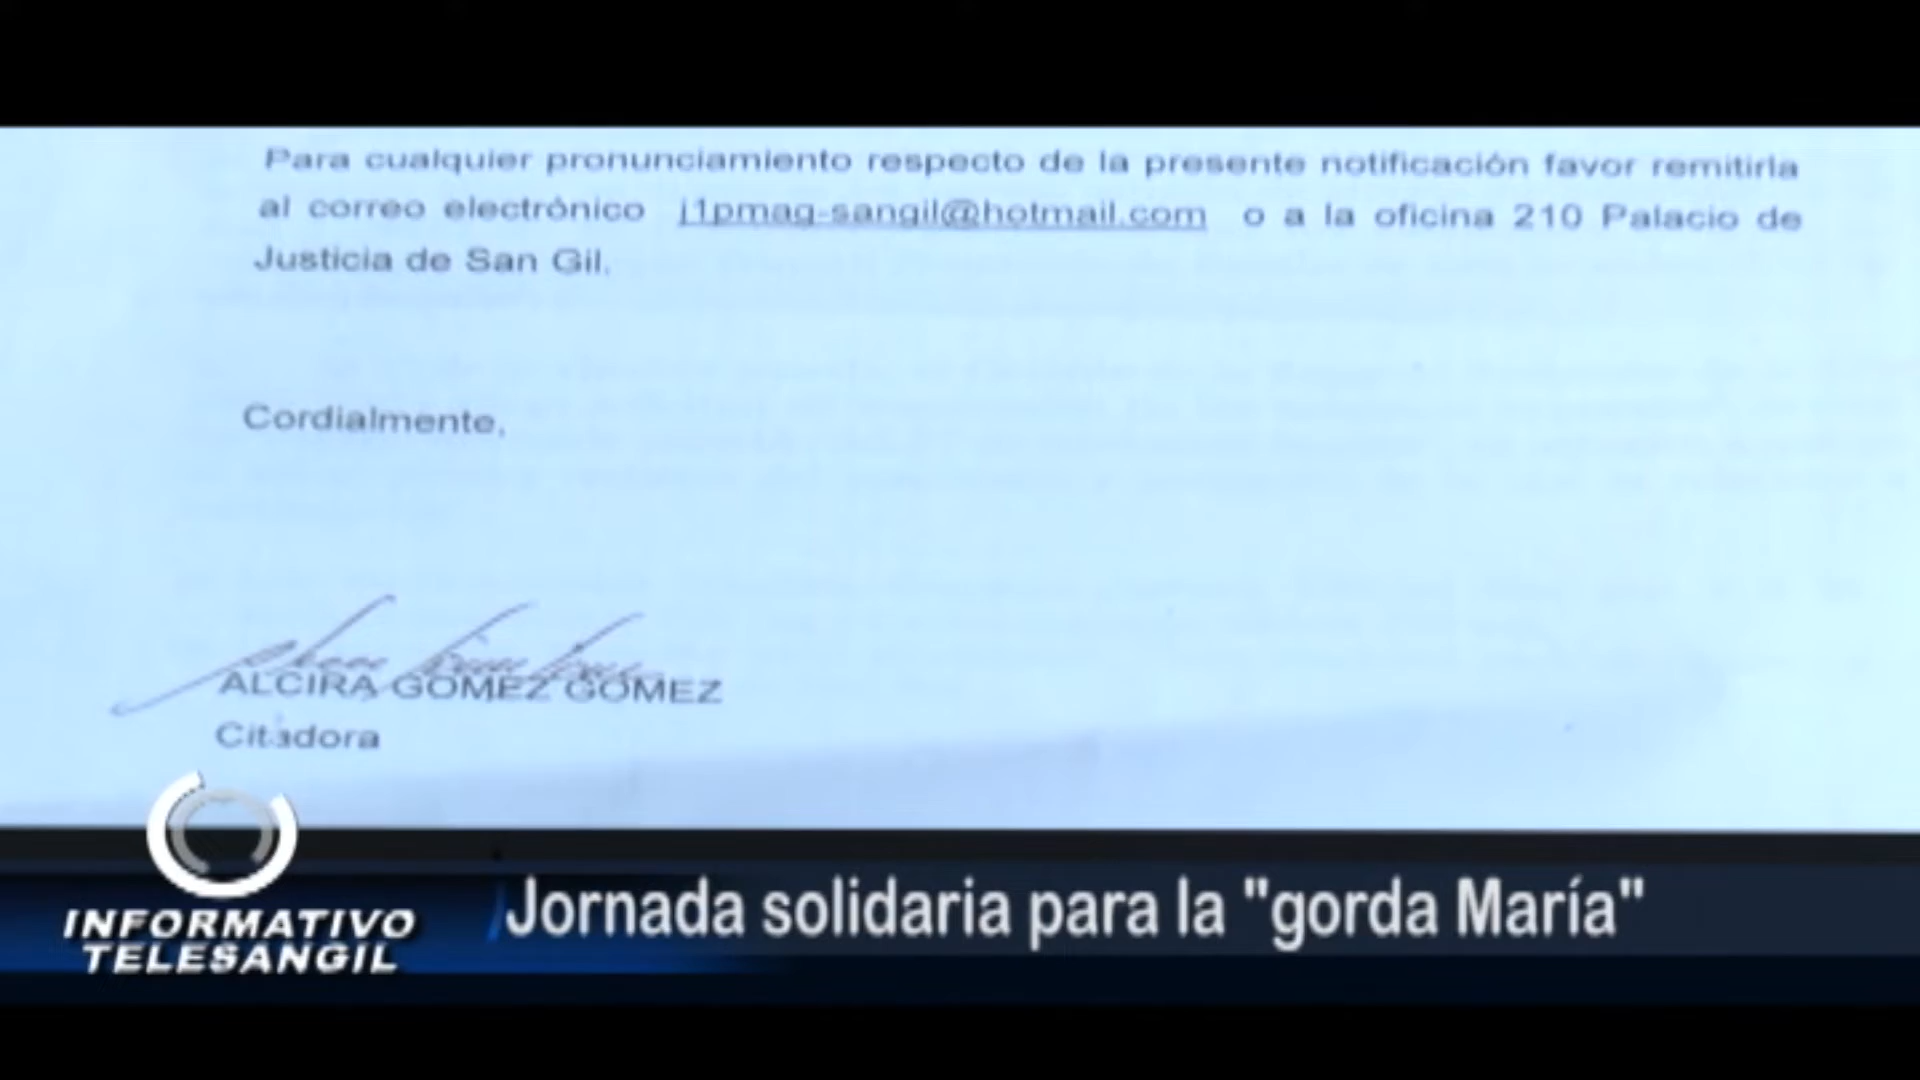 Para cualquier pronunciamiento respecto de la presente notificación favor remitirla
al correo electrónico j1pmag-sangil@hotmail.com o a la oficina 210 Palacio de
Justicia de San Gil.
Cordialmente,
ALCIRA GOMEZ GOMEZ
Citadora
INFORMATIVO
TELESANGIL
Jornada solidaria para la "gorda María"